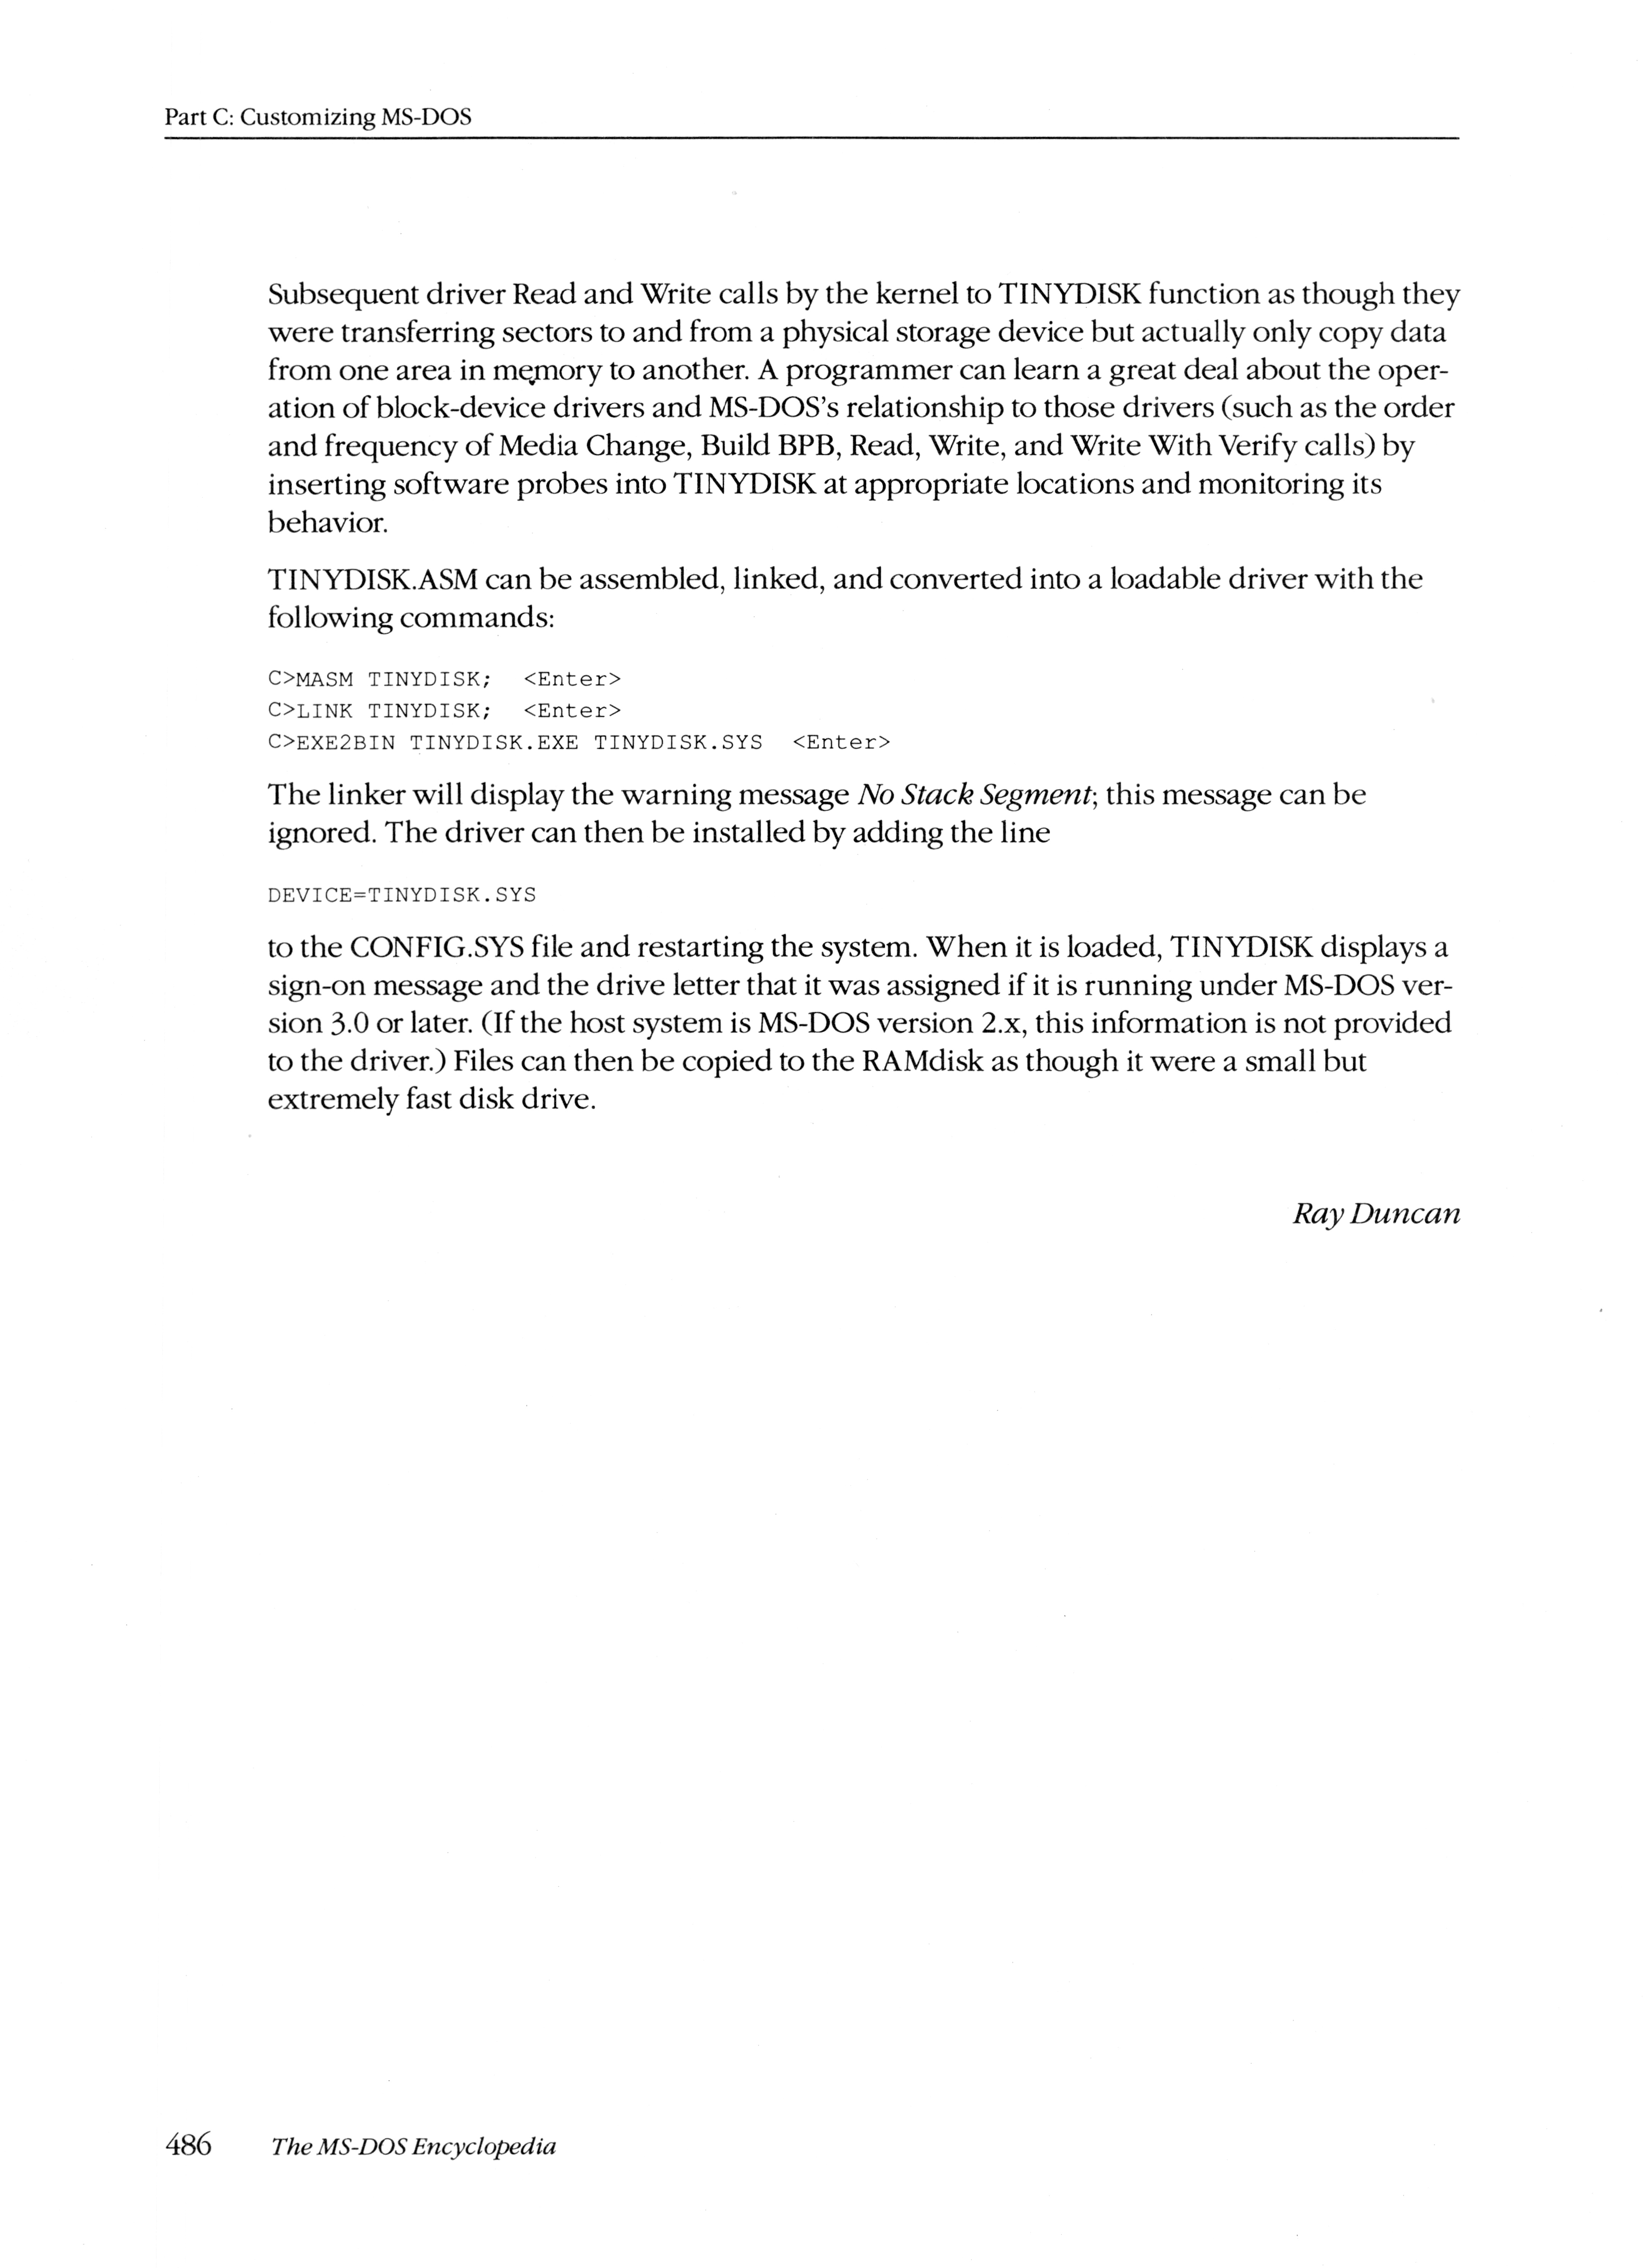 Part C: Customizing MS-DOS
Subsequent driver Read and Write calls by the kernel to TINYDISK function as though they
were transferring sectors to and from a physical storage device but actually only copy data
from one area in memory to another. A programmer can learn a great deal about the oper-
ation of block-device drivers and MS-DOS's relationship to those drivers (such as the order
and frequency of Media Change, Build BPB, Read, Write, and Write With Verify calls) by
inserting software probes into TINYDISK at appropriate locations and monitoring its
behavior.
TINYDISK.ASM can be assembled, linked, and converted into a loadable driver with the
following commands:
C>MASM TINYDISK;  <Enter>
C>LINK TINYDISK;  <Enter>
C>EXE2BIN TINYDISK.EXE TINYDISK.SYS  <Enter>
The linker will display the warning message No Stack Segment; this message can be
ignored. The driver can then be installed by adding the line
DEVICE=TINYDISK.SYS
to the CONFIG.SYS file and restarting the system. When it is loaded, TINYDISK displays a
sign-on message and the drive letter that it was assigned if it is running under MS-DOS ver-
sion 3.0 or later. (If the host system is MS-DOS version 2.x, this information is not provided
to the driver.) Files can then be copied to the RAMdisk as though it were a small but
extremely fast disk drive.
Ray Duncan
486 The MS-DOS Encyclopedia